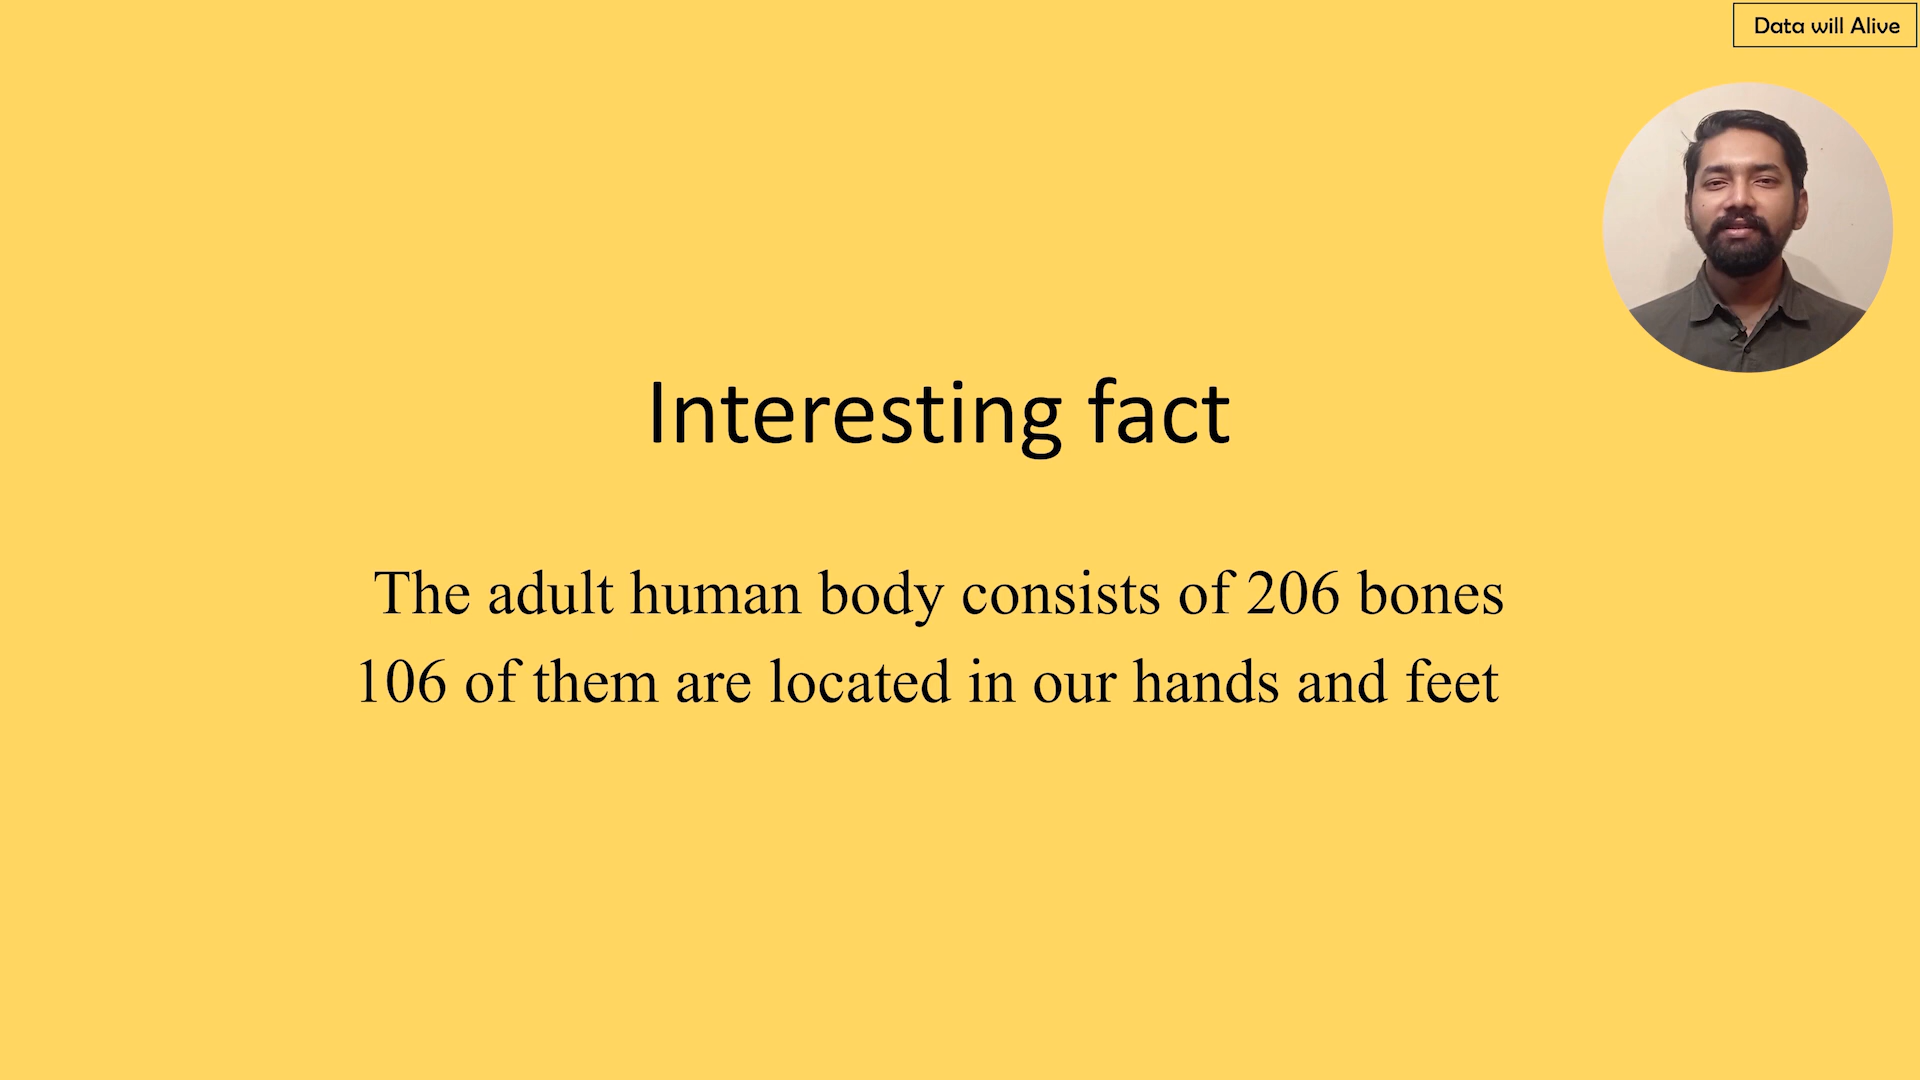 Data will Alive
Interesting fact
The adult human body consists of 206 bones
106 of them are located in our hands and feet